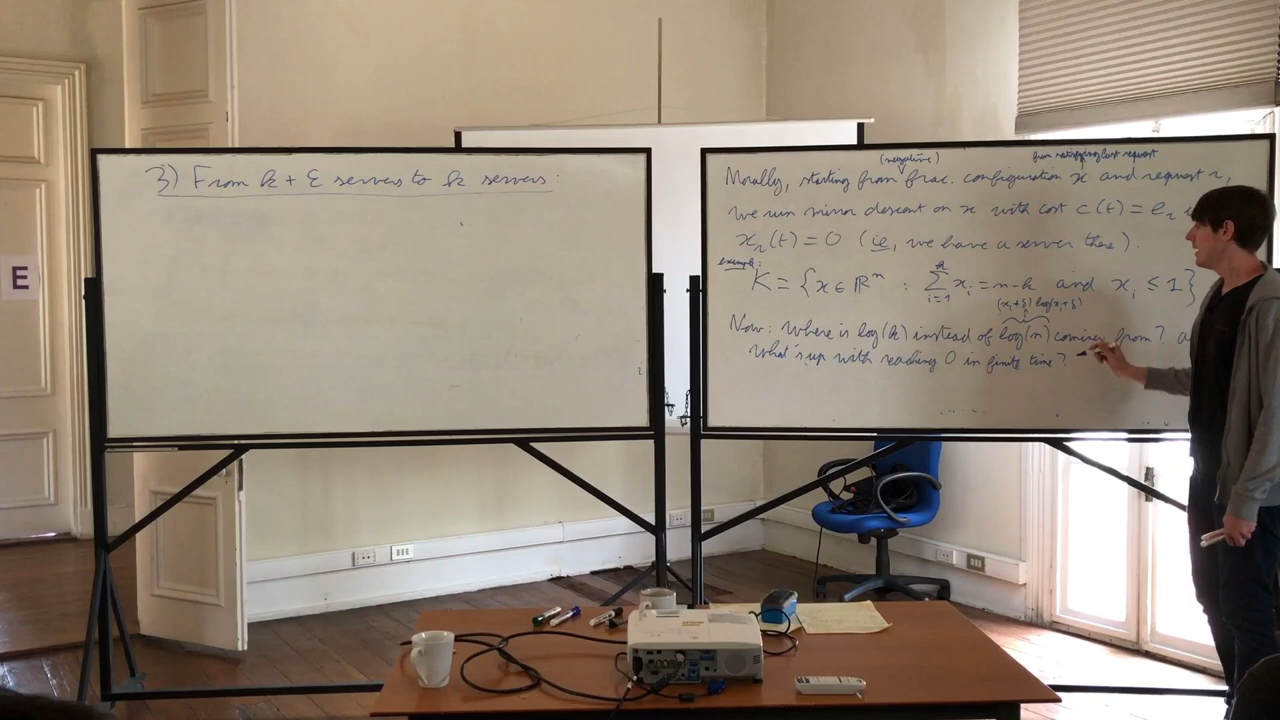 3) From k + ε servers to k servers:
E
(negative)
from satisfying last request
Morally, starting from frac. configuration x and request r,
we run mirror descent on x with cost c(t) = e_r
x_r(t) = 0 (ie, we have a server there).
example:
K = {x ∈ ℝ^n : ∑_{i=1}^{k} x_i = n-k and x_i ≤ 1}
(x_i + δ) log(x_i + δ)
Now: where is log(k) instead of log(n) coming from?
what's up with reaching 0 in finite time?